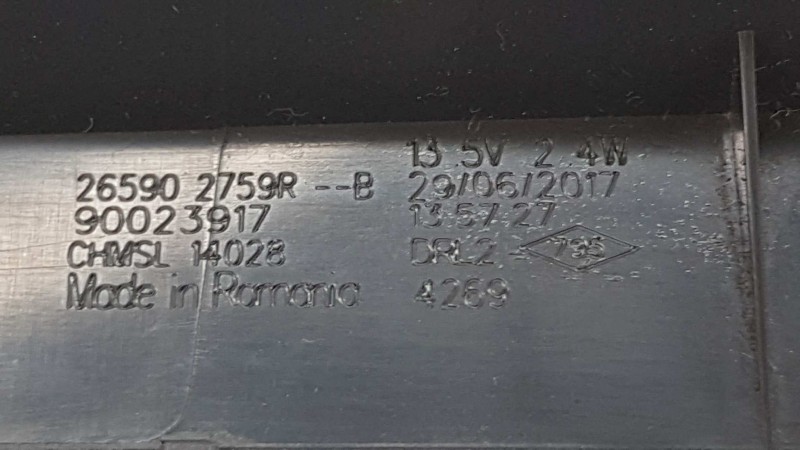 13.5V 2.4W
26590 2759R --B 29/06/2017
90023917 13:57:27
CHMSL 14028 DRL2
Made in Romania 4269